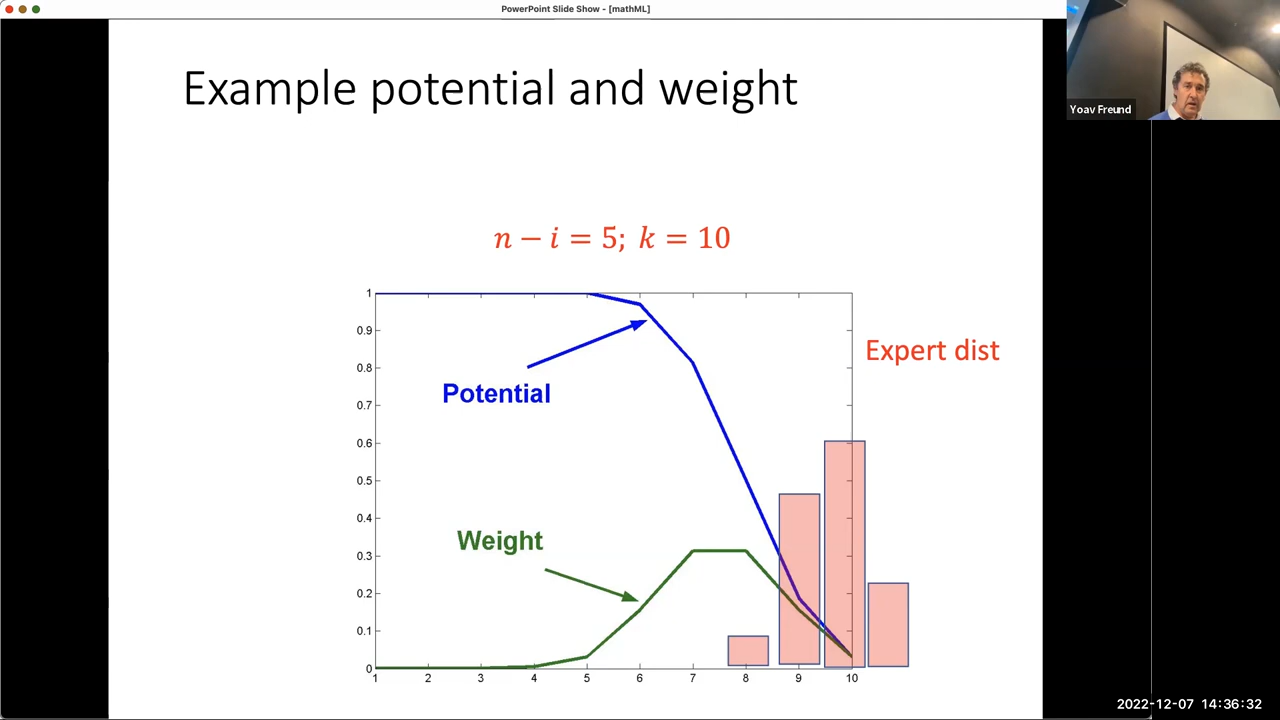 PowerPoint Slide Show - [mathML]
Yoav Freund
Example potential and weight
n − i = 5; k = 10
1
0.9
0.8
0.7
0.6
0.5
0.4
0.3
0.2
0.1
0
Potential
Weight
Expert dist
1 2 3 4 5 6 7 8 9 10
2022-12-07 14:36:32